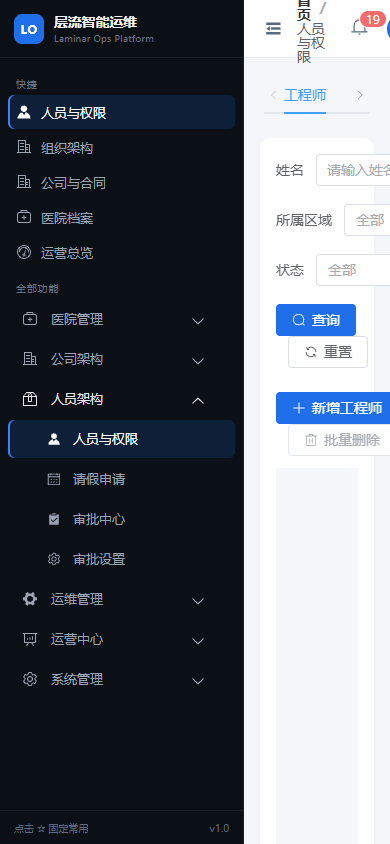 LO
层流智能运维
Laminar Ops Platform
快捷
人员与权限
组织架构
公司与合同
医院档案
运营总览
全部功能
医院管理
公司架构
人员架构
人员与权限
请假申请
审批中心
审批设置
运维管理
运营中心
系统管理
点击 ☆ 固定常用
v1.0
首页 /
人员与权限
19
工程师
姓名
请输入姓名
所属区域
全部
状态
全部
查询
重置
新增工程师
批量删除